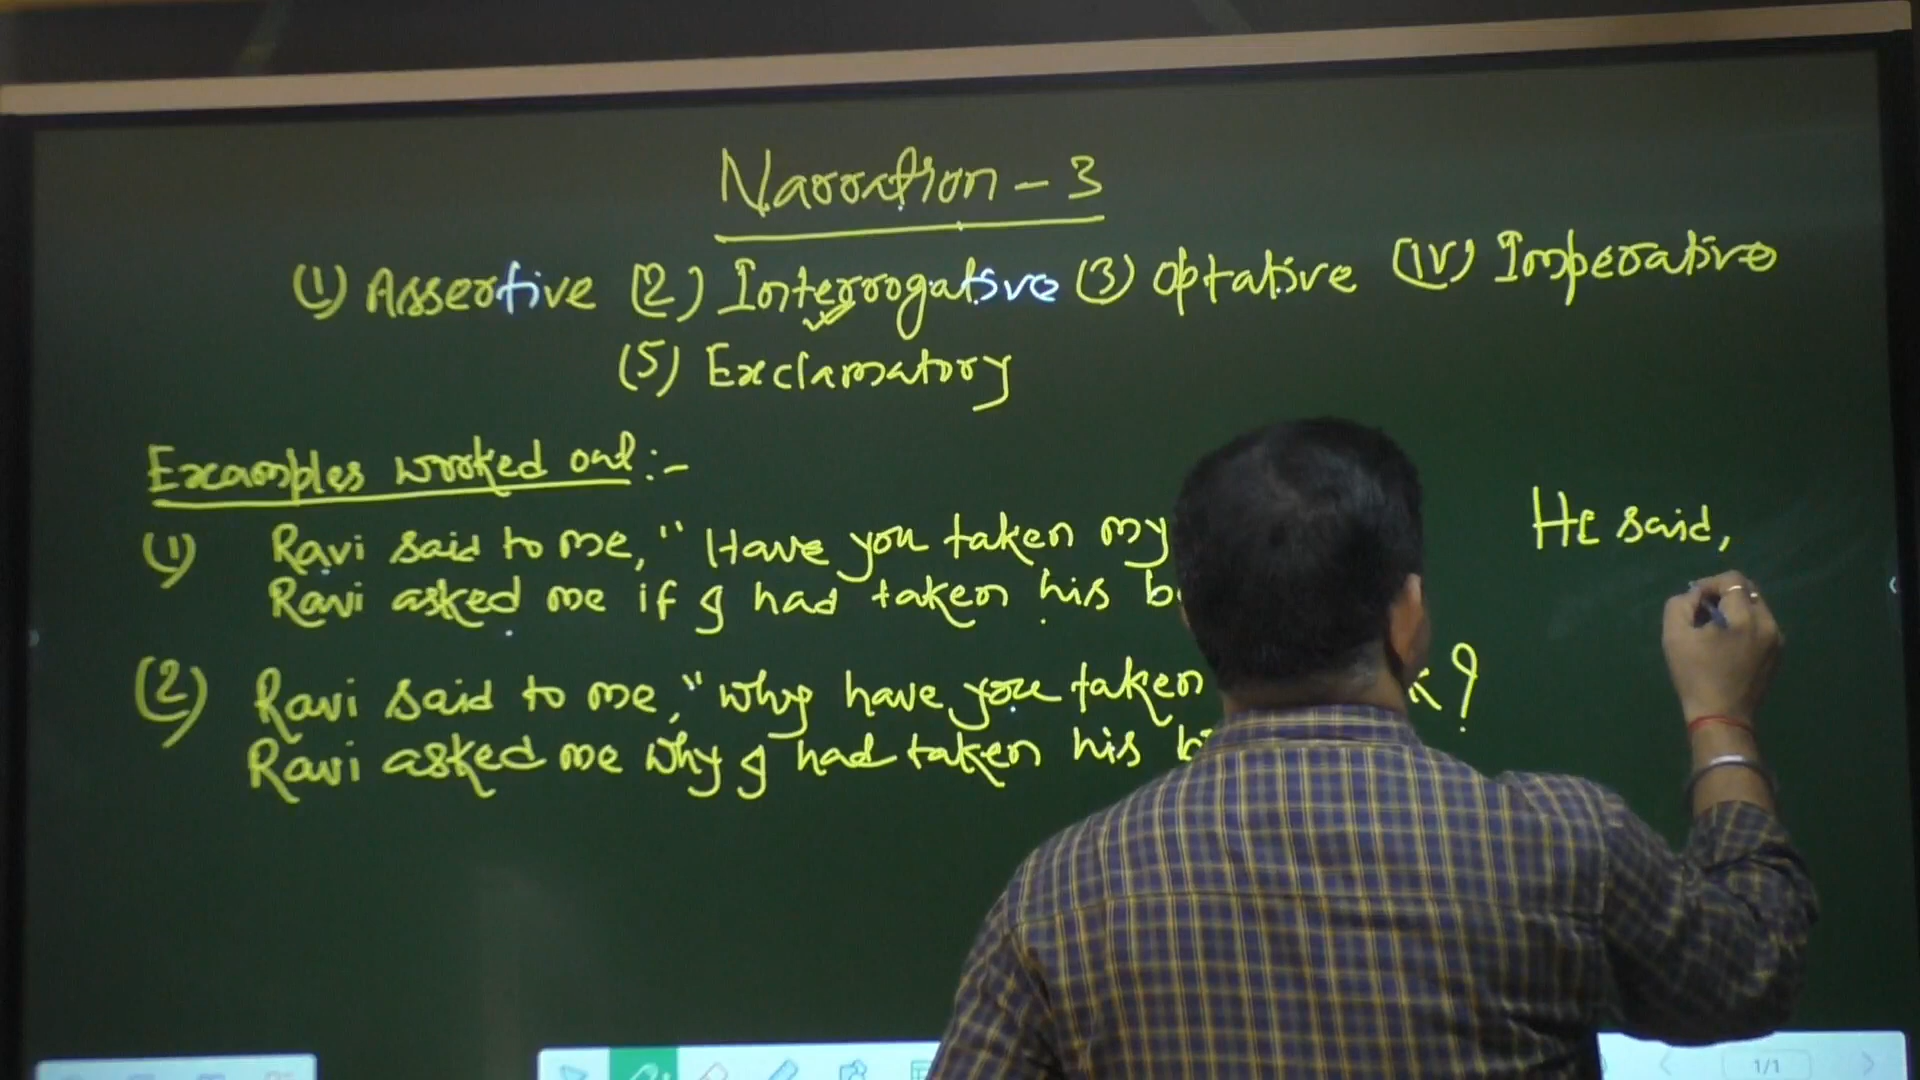 Narration - 3
(1) Assertive (2) Interrogative (3) Optative (IV) Imperative
(5) Exclamatory
Examples worked out :-
(1) Ravi said to me, "Have you taken my
Ravi asked me if I had taken his
(2) Ravi said to me, "why have you taken ?
Ravi asked me why I had taken his
He said,
1/1